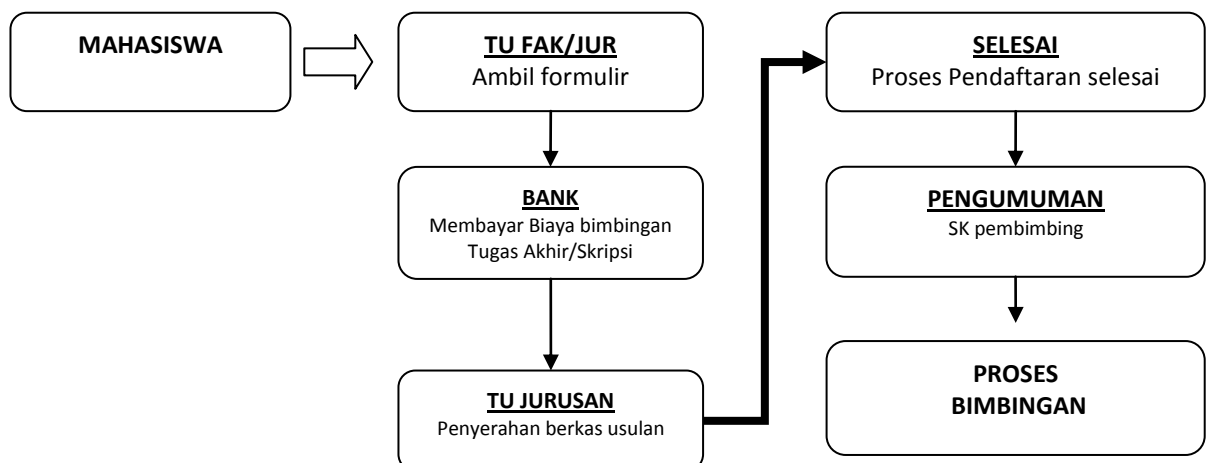 MAHASISWA
TU FAK/JUR
Ambil formulir
BANK
Membayar Biaya bimbingan
Tugas Akhir/Skripsi
TU JURUSAN
Penyerahan berkas usulan
SELESAI
Proses Pendaftaran selesai
PENGUMUMAN
SK pembimbing
PROSES
BIMBINGAN